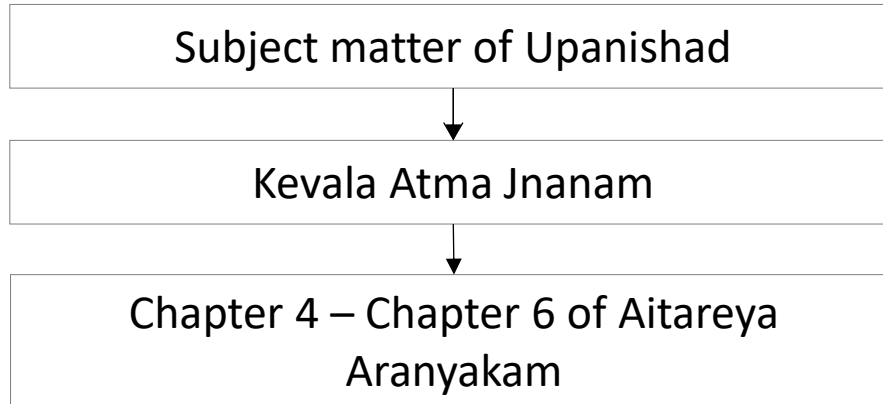 Subject matter of Upanishad
Kevala Atma Jnanam
Chapter 4 – Chapter 6 of Aitareya
Aranyakam